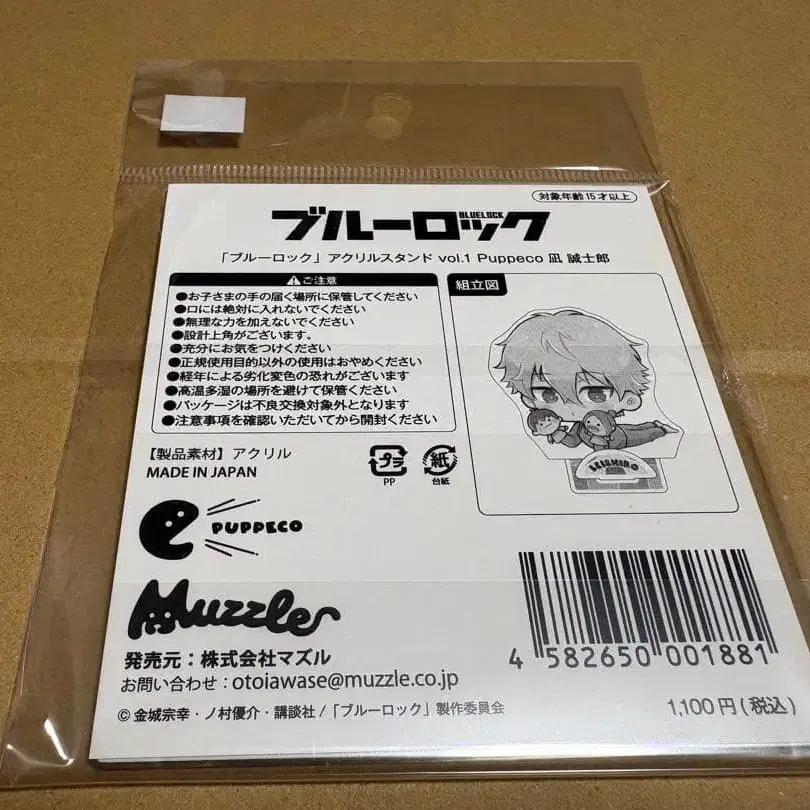 対象年齢15才以上
ブルーロック
BLUELOCK
「ブルーロック」アクリルスタンド vol.1 Puppeco 凪 誠士郎
ご注意
●お子さまの手の届く場所に保管してください
●口には絶対に入れないでください
●無理な力を加えないでください
●設計上角がございます。
●充分にお気をつけください
●正規使用目的以外の使用はおやめください
●経年による劣化変色の恐れがございます
●高温多湿の場所を避けて保管ください
●パッケージは不良交換対象外となります
●注意事項を確認いただいてから開封ください
組立図
SEISHIRO
【製品素材】アクリル
MADE IN JAPAN
プラ
PP
紙
台紙
PUPPECO
Muzzle
発売元：株式会社マズル
お問い合わせ：otoiawase@muzzle.co.jp
©金城宗幸・ノ村優介・講談社/「ブルーロック」製作委員会
4 582650 001881
1,100円(税込)